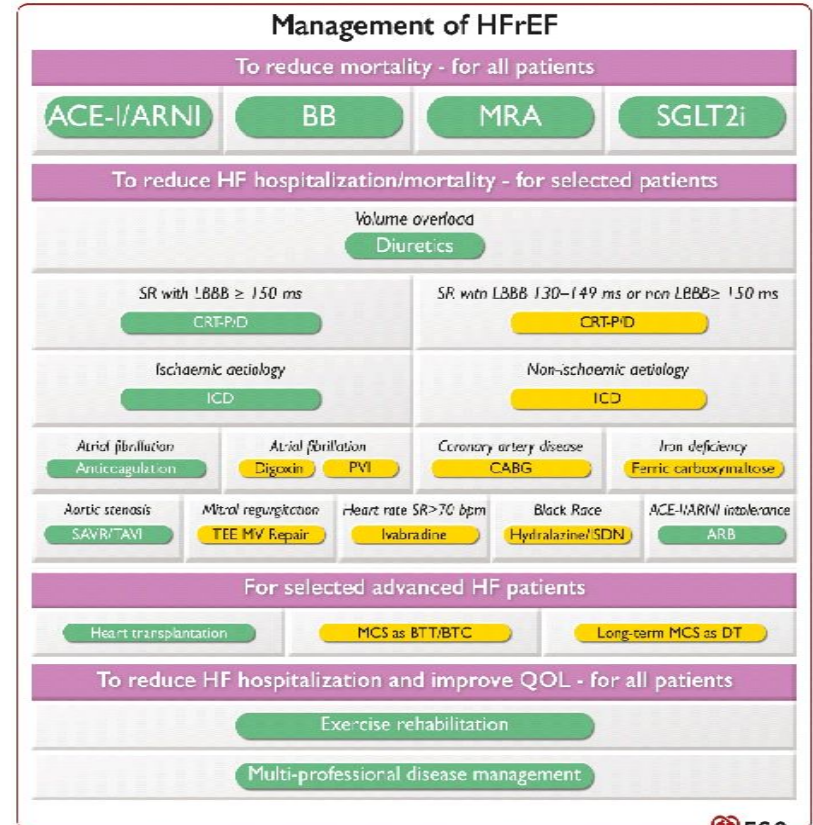 Management of HFrEF
To reduce mortality - for all patients
ACE-I/ARNI BB MRA SGLT2i
To reduce HF hospitalization/mortality - for selected patients
Volume overload
Diuretics
SR with LBBB ≥ 150 ms SR with LBBB 130–149 ms or non LBBB ≥ 150 ms
CRT-P/D CRT-P/D
Ischaemic aetiology Non-ischaemic aetiology
ICD ICD
Atrial fibrillation Atrial fibrillation Coronary artery disease Iron deficiency
Anticoagulation Digoxin PVI CABG Ferric carboxymaltose
Aortic stenosis Mitral regurgitation Heart rate SR>70 bpm Black Race ACE-I/ARNI intolerance
SAVR/TAVI TEE MV Repair Ivabradine Hydralazine/ISDN ARB
For selected advanced HF patients
Heart transplantation MCS as BTT/BTC Long-term MCS as DT
To reduce HF hospitalization and improve QOL - for all patients
Exercise rehabilitation
Multi-professional disease management